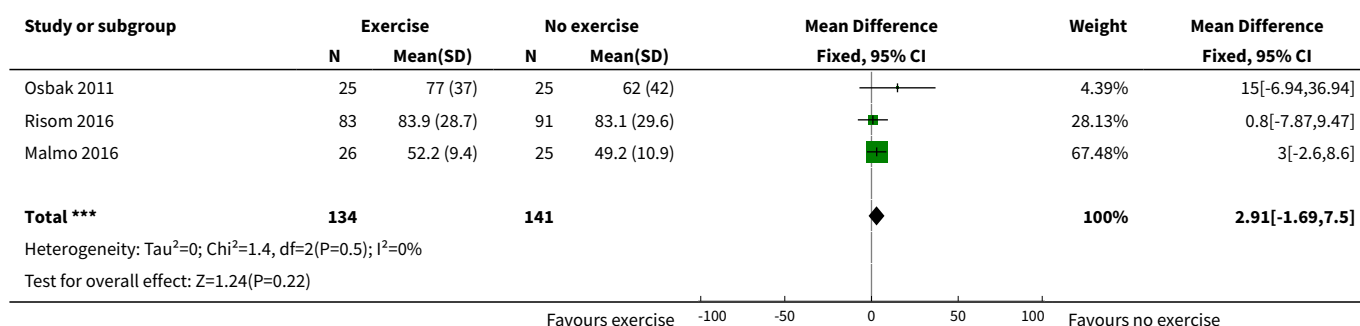 Study or subgroup Exercise No exercise Mean Difference Weight Mean Difference
N Mean(SD) N Mean(SD) Fixed, 95% CI Fixed, 95% CI
Osbak 2011 25 77 (37) 25 62 (42) 4.39% 15[-6.94,36.94]
Risom 2016 83 83.9 (28.7) 91 83.1 (29.6) 28.13% 0.8[-7.87,9.47]
Malmo 2016 26 52.2 (9.4) 25 49.2 (10.9) 67.48% 3[-2.6,8.6]
Total *** 134 141 100% 2.91[-1.69,7.5]
Heterogeneity: Tau²=0; Chi²=1.4, df=2(P=0.5); I²=0%
Test for overall effect: Z=1.24(P=0.22)
Favours exercise -100 -50 0 50 100 Favours no exercise